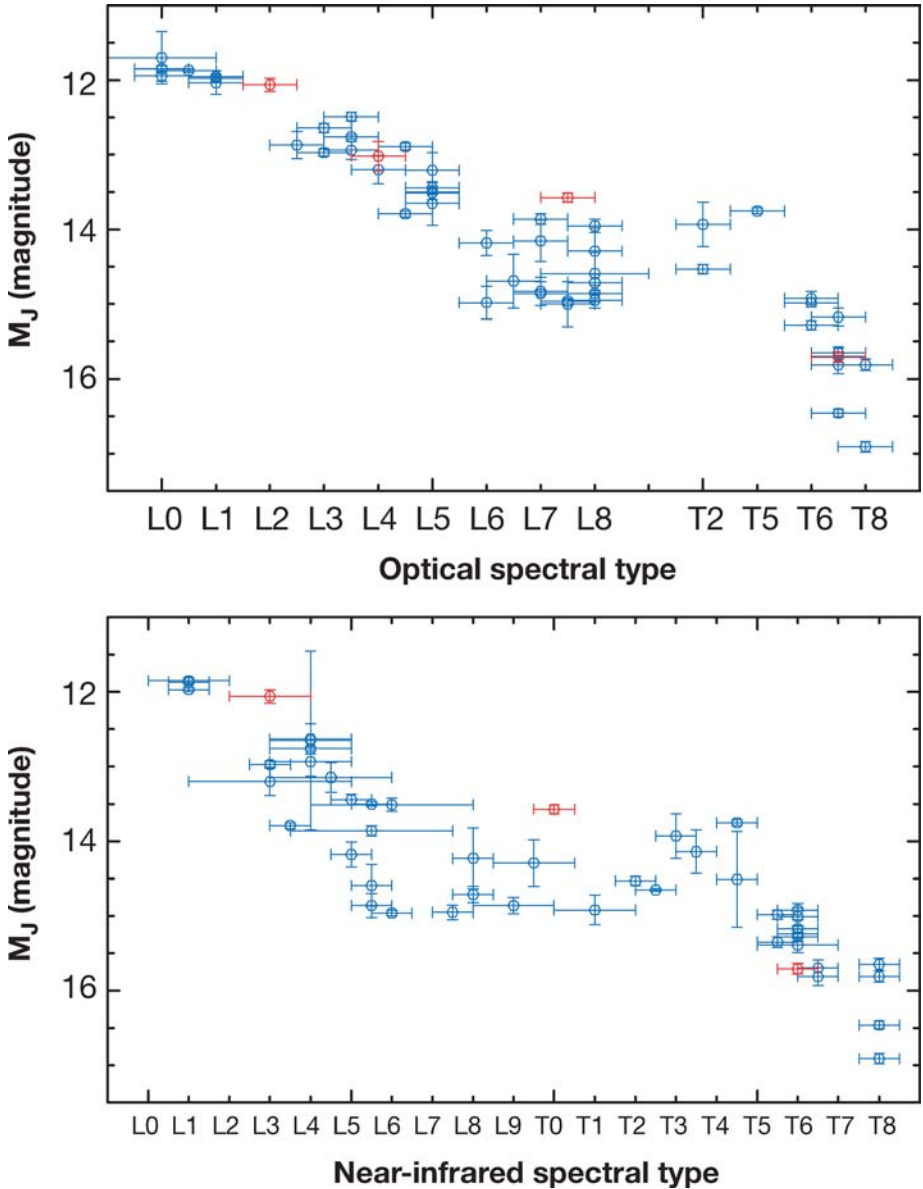 12
14
16
M_J (magnitude)
L0 L1 L2 L3 L4 L5 L6 L7 L8 T2 T5 T6 T8
Optical spectral type
12
14
16
M_J (magnitude)
L0 L1 L2 L3 L4 L5 L6 L7 L8 L9 T0 T1 T2 T3 T4 T5 T6 T7 T8
Near-infrared spectral type